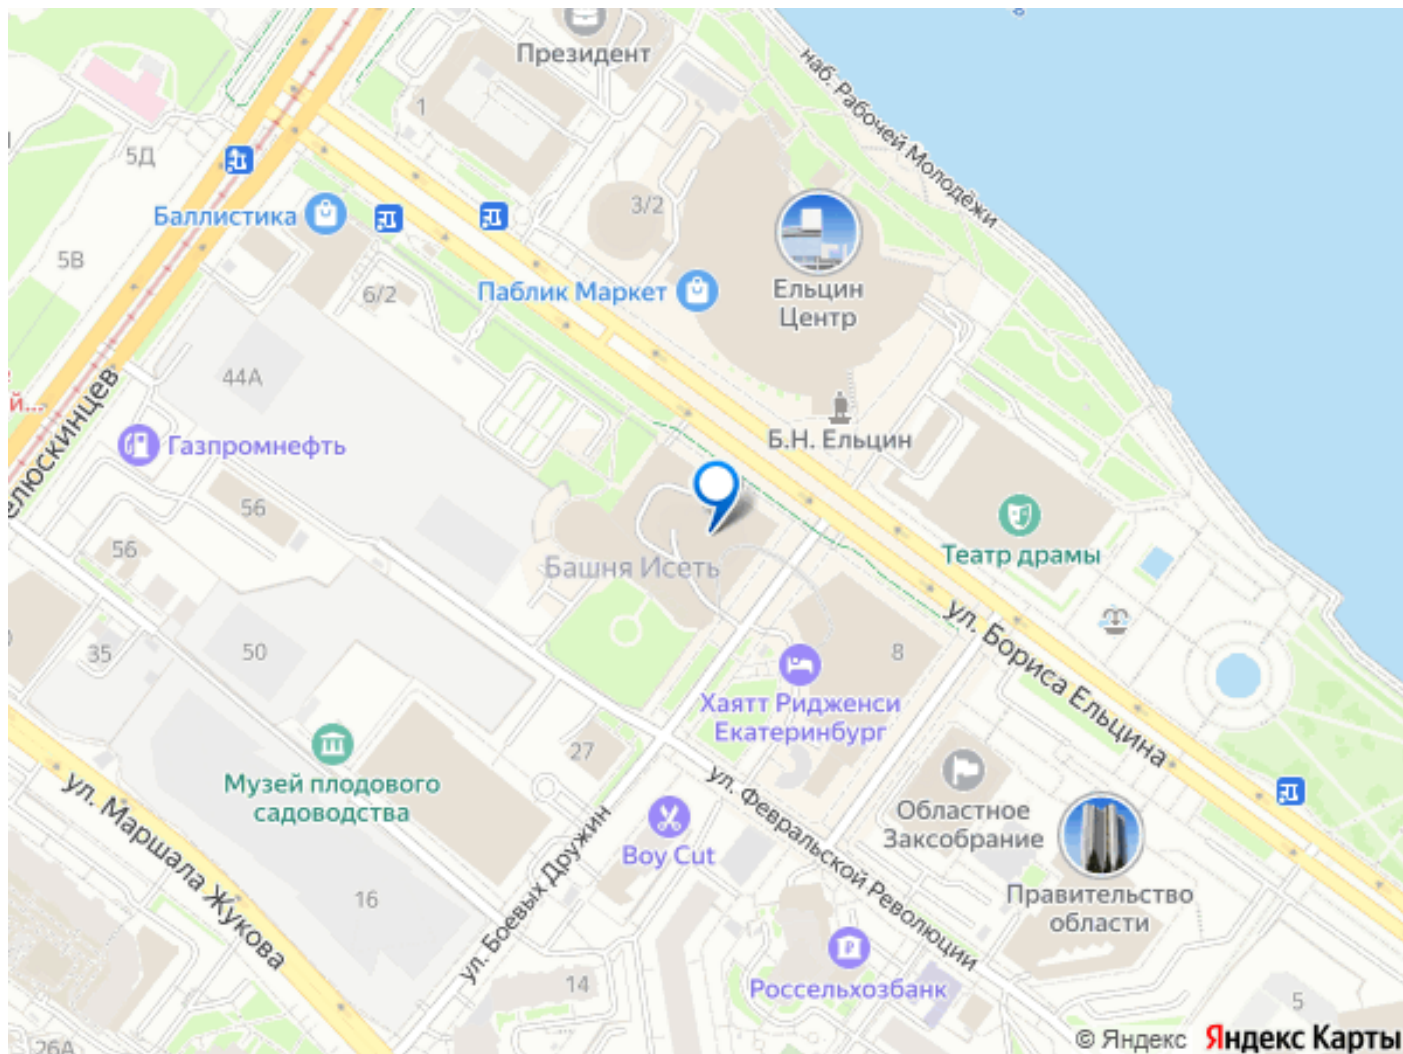 Президент
наб. Рабочей Молодёжи
1
5Д
3/2
Баллистика
5В
Паблик Маркет
Ельцин
Центр
6/2
44А
й...
Газпромнефть
Б.Н. Ельцин
56
56
Башня Исеть
Театр драмы
ул. Бориса Ельцина
35
50
8
Хаятт Ридженси
Екатеринбург
27
Музей плодового
садоводства
ул. Маршала Жукова
ул. Февральской Революции
Областное
Заксобрание
Boy Cut
ул. Боевых Дружин
16
Правительство
области
14
Россельхозбанк
5
26А
© Яндекс Яндекс Карты